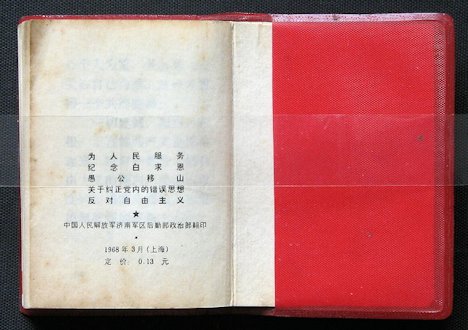 为人民服务
纪念白求恩
愚公移山
关于纠正党内的错误思想
反对自由主义
★
中国人民解放军济南军区后勤部政治部翻印
•
1968年3月(上海)
定价: 0.13元